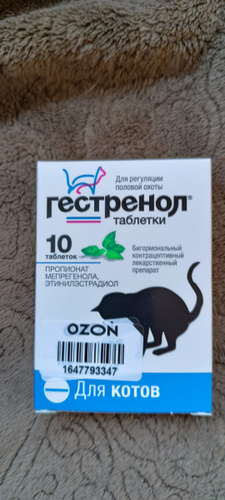 Для регуляции
половой охоты
гестренол®
таблетки
10
таблеток
ПРОПИОНАТ
МЕПРЕГЕНОЛА,
ЭТИНИЛЭСТРАДИОЛ
Бигормональный
контрацептивный
лекарственный
препарат
OZON
1647793347
Для котов